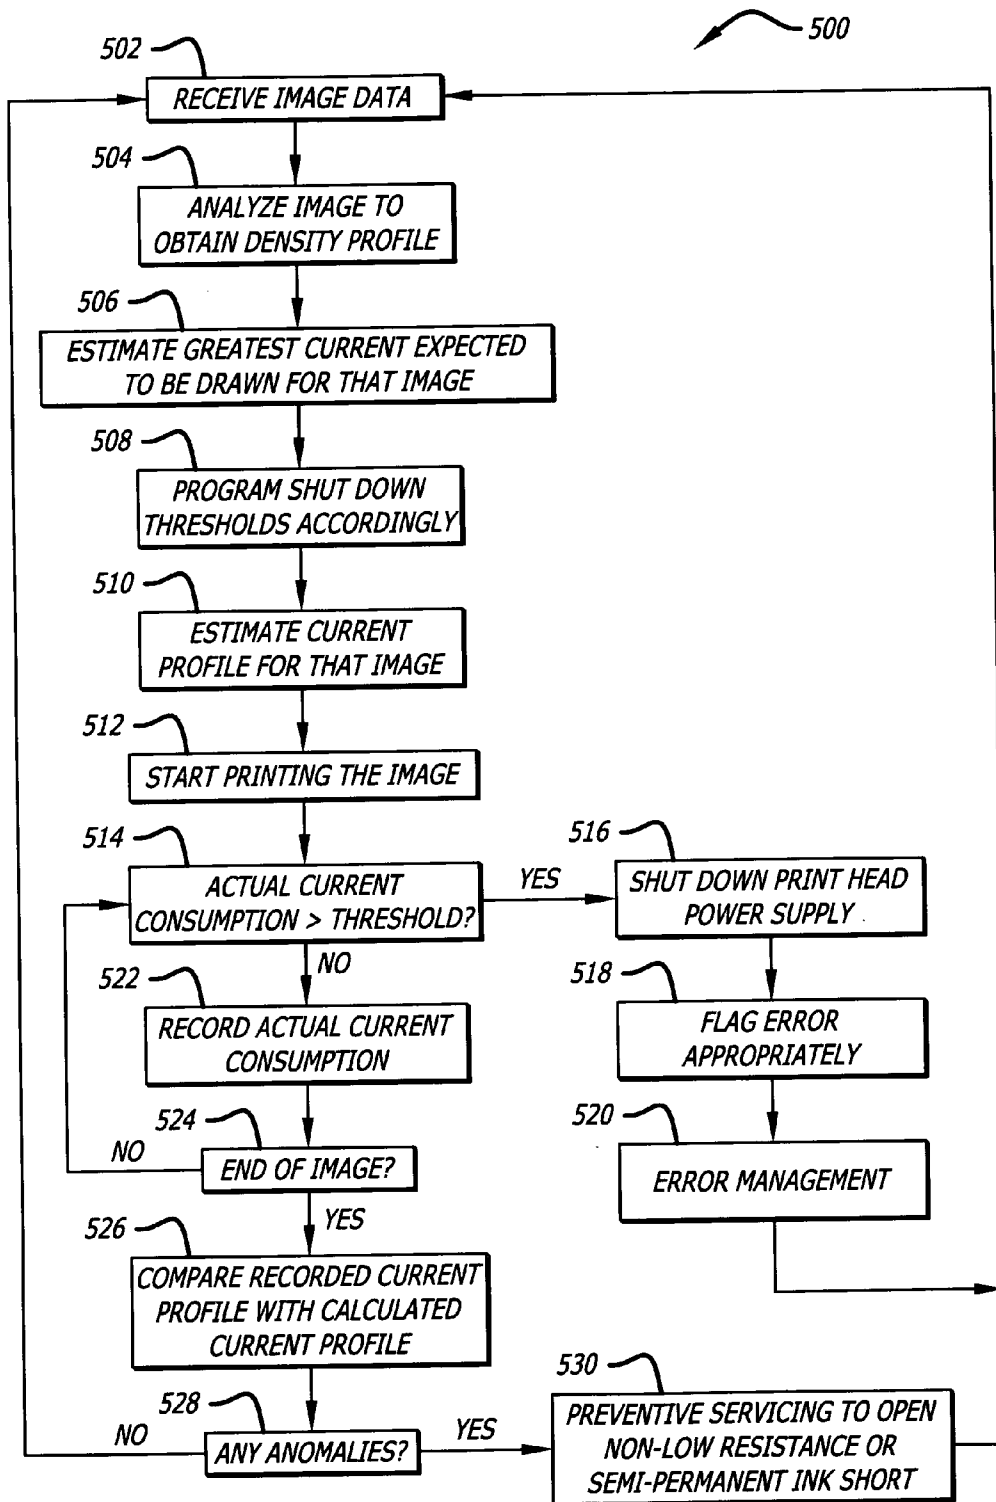 500
502
RECEIVE IMAGE DATA
504
ANALYZE IMAGE TO
OBTAIN DENSITY PROFILE
506
ESTIMATE GREATEST CURRENT EXPECTED
TO BE DRAWN FOR THAT IMAGE
508
PROGRAM SHUT DOWN
THRESHOLDS ACCORDINGLY
510
ESTIMATE CURRENT
PROFILE FOR THAT IMAGE
512
START PRINTING THE IMAGE
514
ACTUAL CURRENT
CONSUMPTION > THRESHOLD?
YES
516
SHUT DOWN PRINT HEAD
POWER SUPPLY
NO
518
FLAG ERROR
APPROPRIATELY
522
RECORD ACTUAL CURRENT
CONSUMPTION
520
ERROR MANAGEMENT
524
NO
END OF IMAGE?
YES
526
COMPARE RECORDED CURRENT
PROFILE WITH CALCULATED
CURRENT PROFILE
528
NO
ANY ANOMALIES?
YES
530
PREVENTIVE SERVICING TO OPEN
NON-LOW RESISTANCE OR
SEMI-PERMANENT INK SHORT